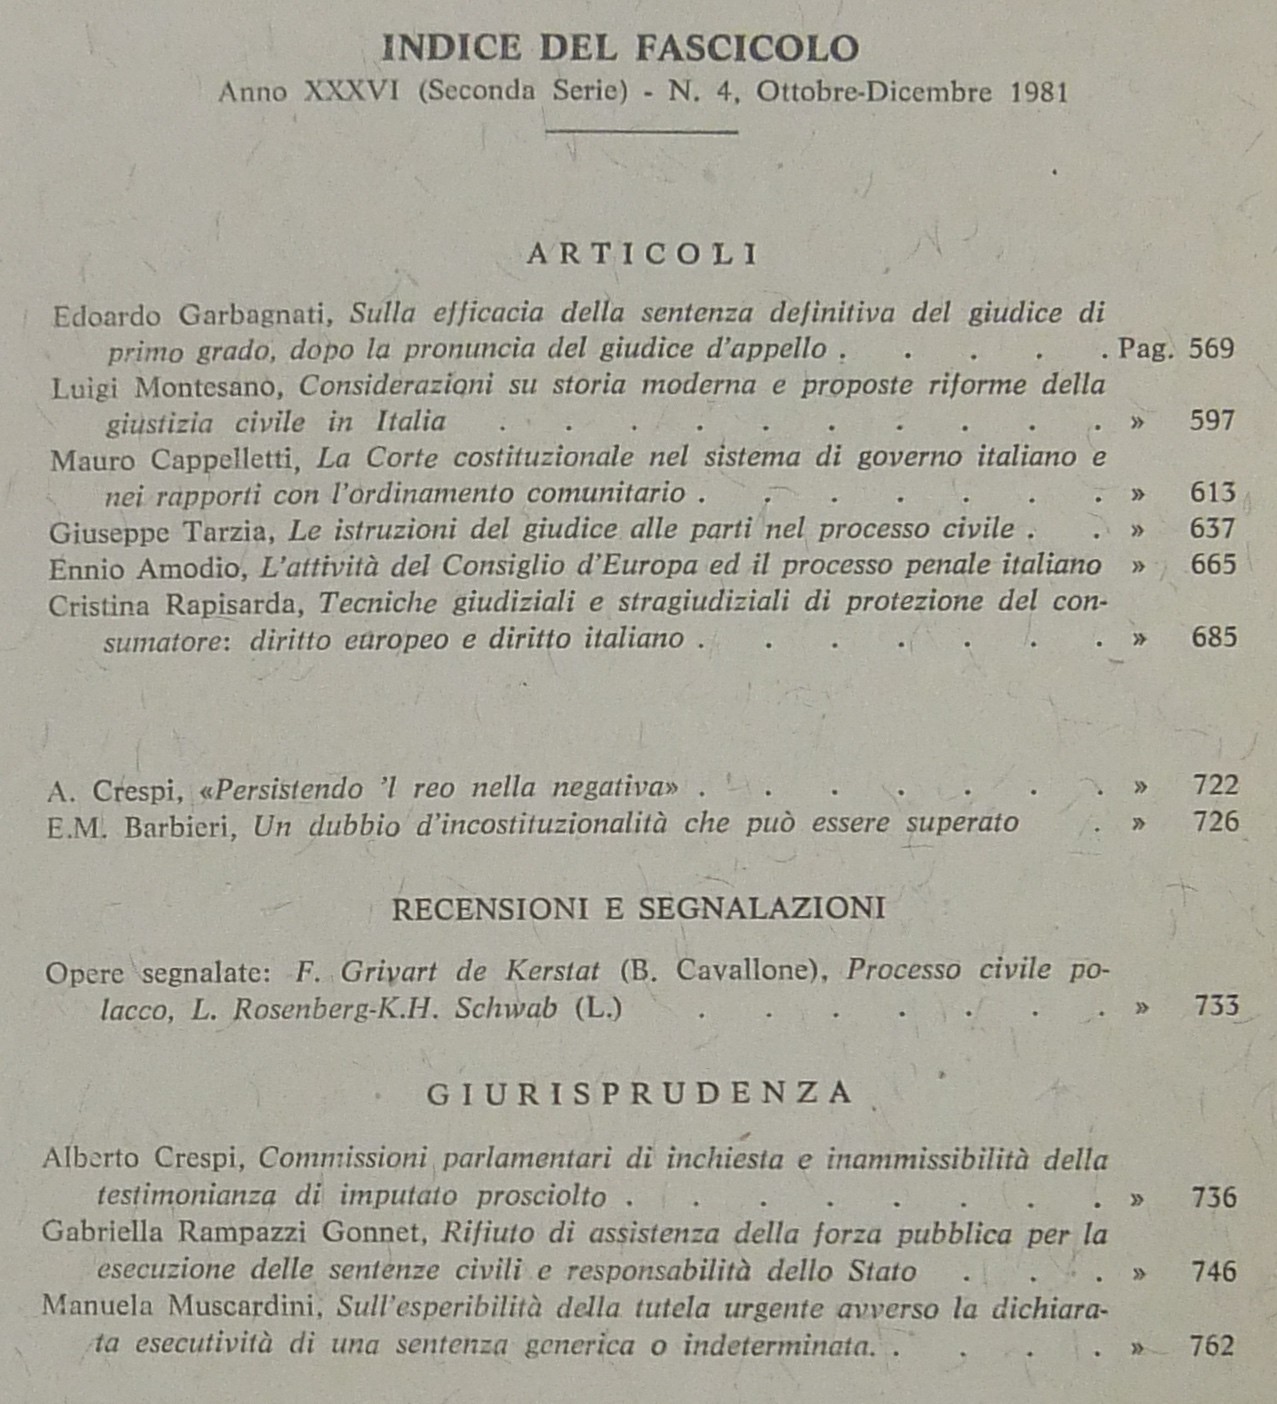 INDICE DEL FASCICOLO
Anno XXXVI (Seconda Serie) - N. 4, Ottobre-Dicembre 1981
ARTICOLI
Edoardo Garbagnati, Sulla efficacia della sentenza definitiva del giudice di
primo grado, dopo la pronuncia del giudice d'appello . . . . . Pag. 569
Luigi Montesano, Considerazioni su storia moderna e proposte riforme della
giustizia civile in Italia . . . . . . . . . . » 597
Mauro Cappelletti, La Corte costituzionale nel sistema di governo italiano e
nei rapporti con l'ordinamento comunitario . . . . . . . » 613
Giuseppe Tarzia, Le istruzioni del giudice alle parti nel processo civile . . » 637
Ennio Amodio, L'attività del Consiglio d'Europa ed il processo penale italiano » 665
Cristina Rapisarda, Tecniche giudiziali e stragiudiziali di protezione del con-
sumatore: diritto europeo e diritto italiano . . . . . . . » 685
A. Crespi, «Persistendo 'l reo nella negativa» . . . . . . . » 722
E.M. Barbieri, Un dubbio d'incostituzionalità che può essere superato . » 726
RECENSIONI E SEGNALAZIONI
Opere segnalate: F. Grivart de Kerstat (B. Cavallone), Processo civile po-
lacco, L. Rosenberg-K.H. Schwab (L.) . . . . . . . » 733
GIURISPRUDENZA
Alberto Crespi, Commissioni parlamentari di inchiesta e inammissibilità della
testimonianza di imputato prosciolto . . . . . . . . » 736
Gabriella Rampazzi Gonnet, Rifiuto di assistenza della forza pubblica per la
esecuzione delle sentenze civili e responsabilità dello Stato . . . » 746
Manuela Muscardini, Sull'esperibilità della tutela urgente avverso la dichiara-
ta esecutività di una sentenza generica o indeterminata. . . . . » 762